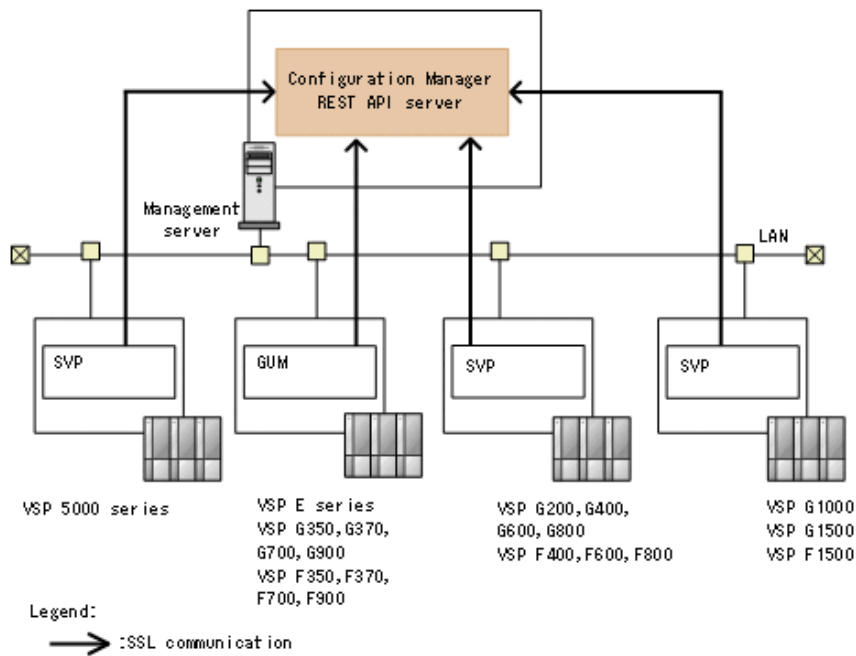 Configuration Manager
REST API server
Management
server
LAN
SVP
GUM
SVP
SVP
VSP 5000 series
VSP E series
VSP G350, G370,
G700, G900
VSP F350, F370,
F700, F900
VSP G200, G400,
G600, G800
VSP F400, F600, F800
VSP G1000
VSP G1500
VSP F1500
Legend:
:SSL communication